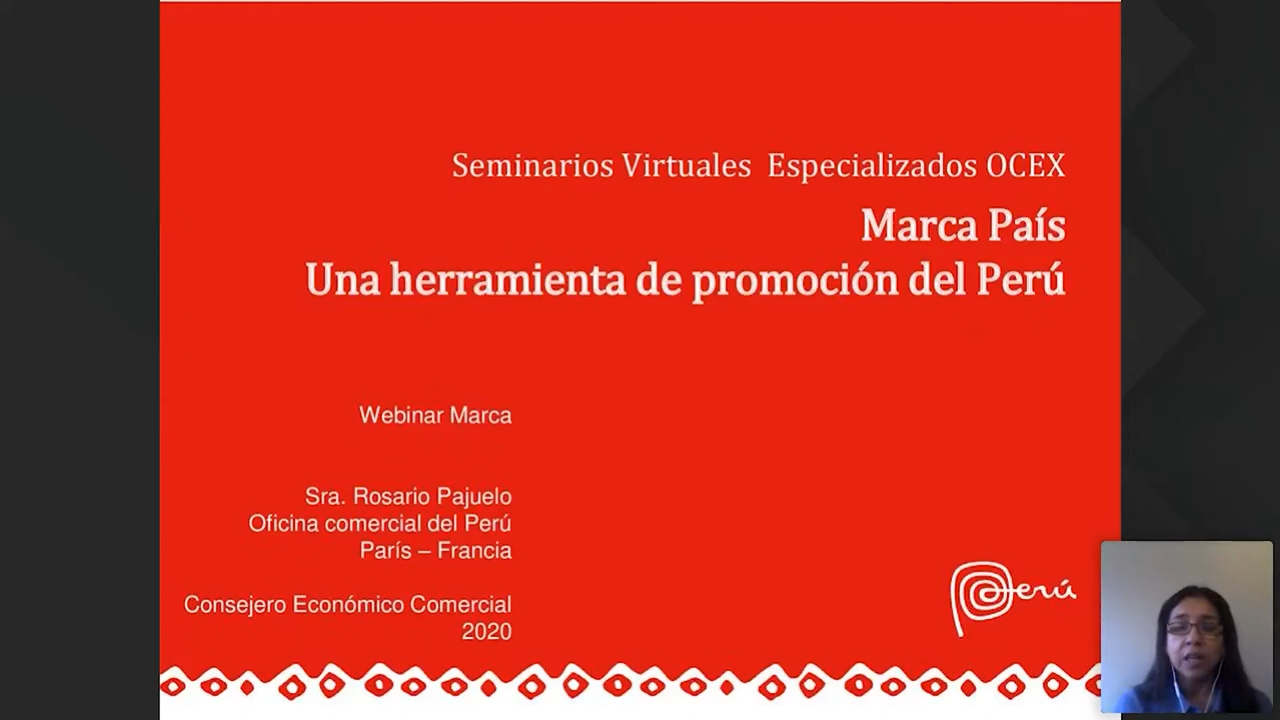 Seminarios Virtuales Especializados OCEX
Marca País
Una herramienta de promoción del Perú
Webinar Marca
Sra. Rosario Pajuelo
Oficina comercial del Perú
París – Francia
Consejero Económico Comercial
2020
Perú